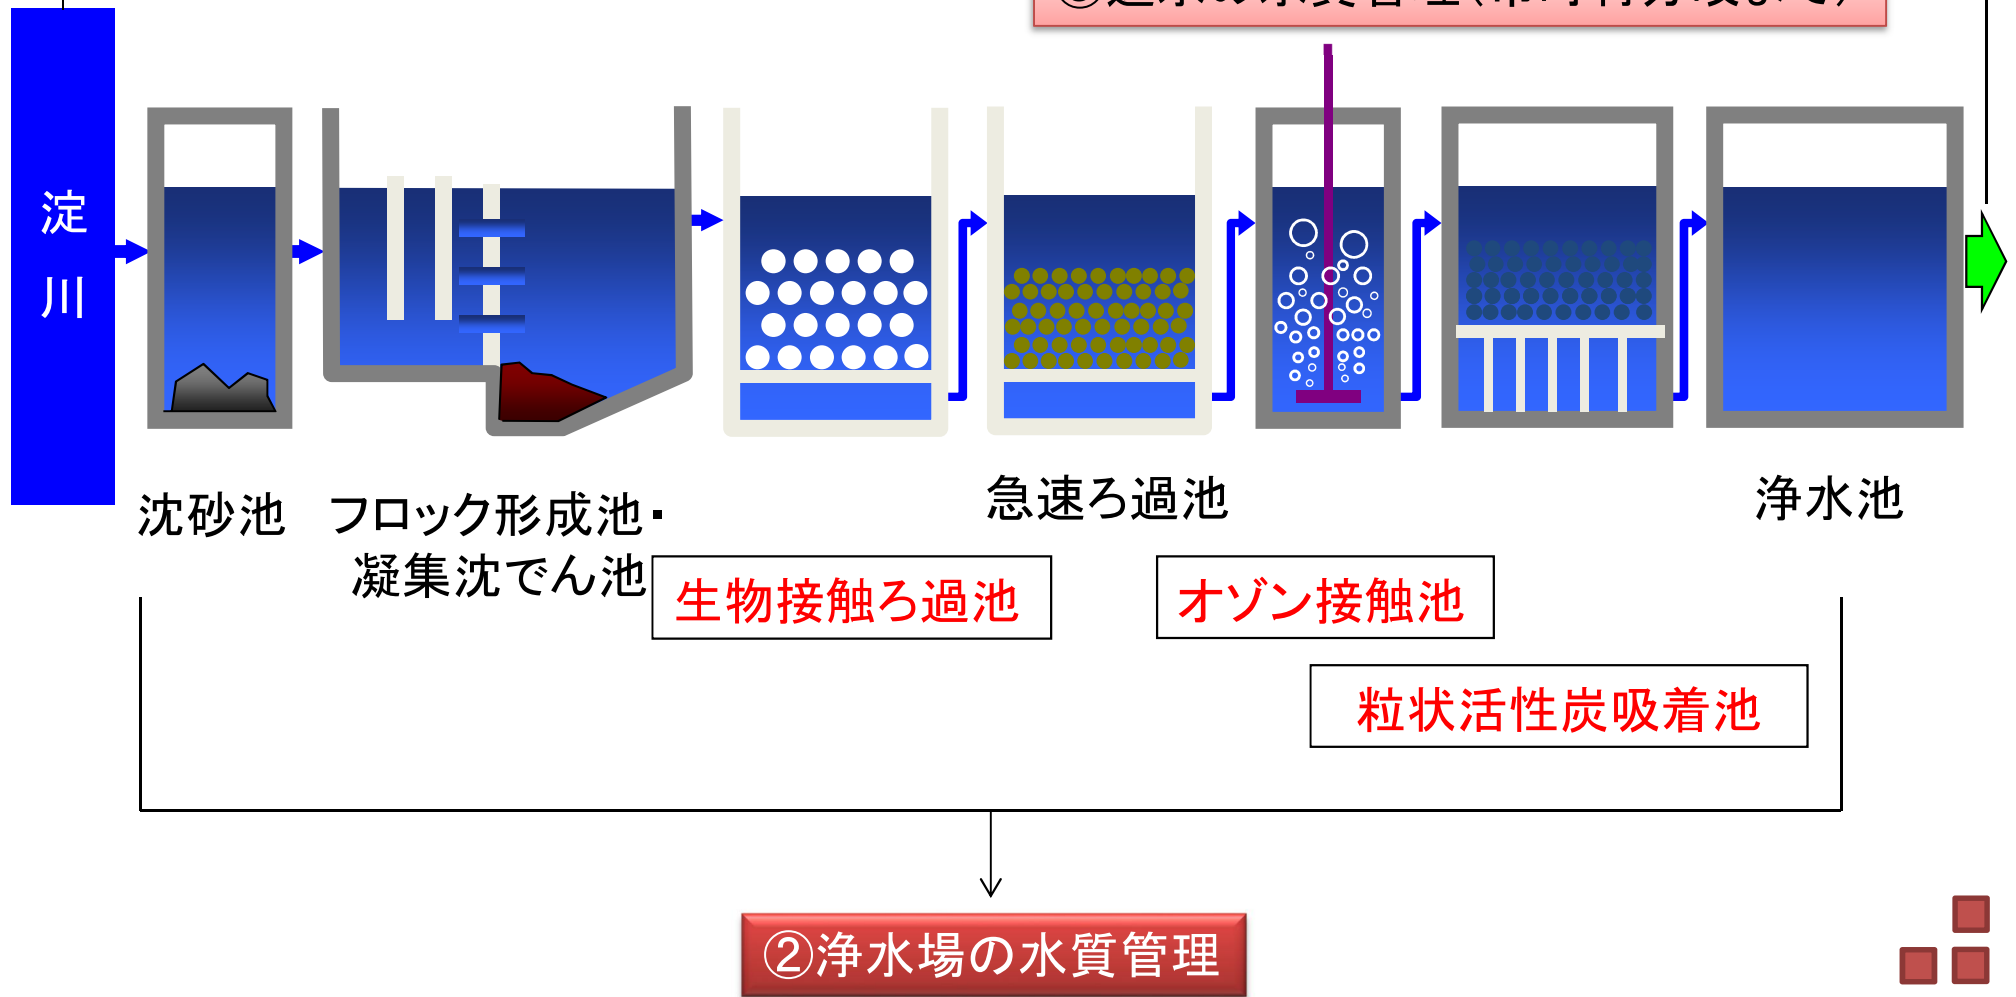 淀
川
沈砂池
フロック形成池・
凝集沈でん池
急速ろ過池
浄水池
生物接触ろ過池
オゾン接触池
粒状活性炭吸着池
②浄水場の水質管理